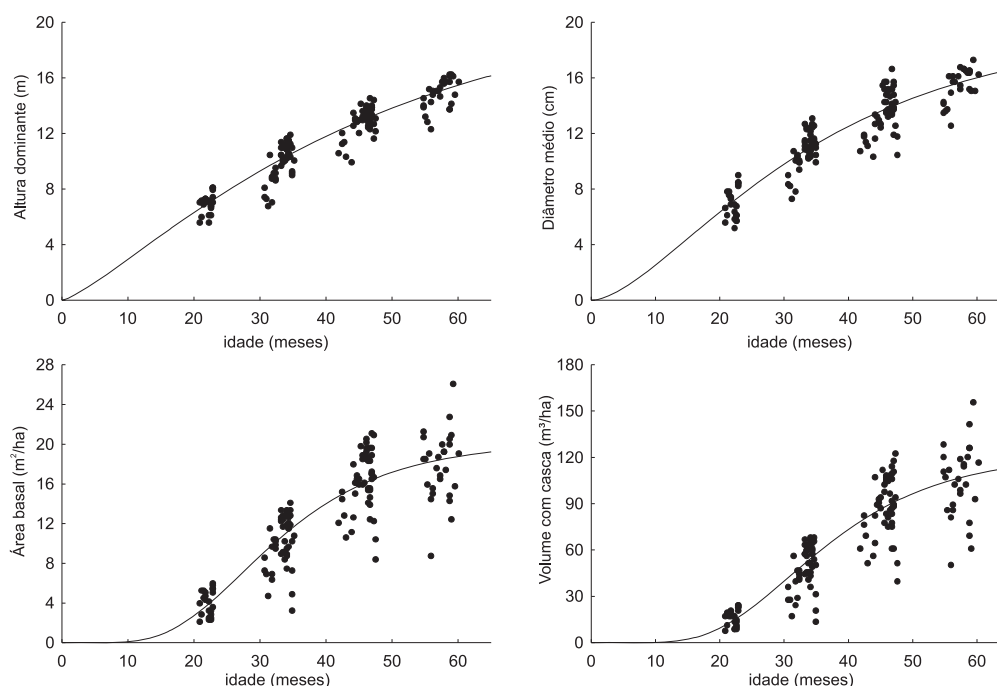 20
16
12
8
4
0
Altura dominante (m)
0 10 20 30 40 50 60
idade (meses)
20
16
12
8
4
0
Diâmetro médio (cm)
0 10 20 30 40 50 60
idade (meses)
28
24
20
16
12
8
4
0
Área basal (m²/ha)
0 10 20 30 40 50 60
idade (meses)
180
150
120
90
60
30
0
Volume com casca (m³/ha)
0 10 20 30 40 50 60
idade (meses)